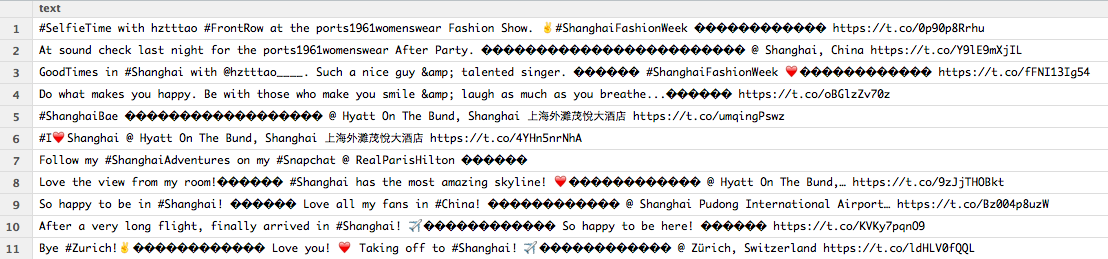 text
1 #SelfieTime with hztttao #FrontRow at the ports1961womenswear Fashion Show. ✌️#ShanghaiFashionWeek ������������ https://t.co/0p90p8Rrhu
2 At sound check last night for the ports1961womenswear After Party. ������������������������ @ Shanghai, China https://t.co/Y9lE9mXjIL
3 GoodTimes in #Shanghai with @hztttao____. Such a nice guy &amp; talented singer. ������ #ShanghaiFashionWeek ❤️������������ https://t.co/fFNI13Ig54
4 Do what makes you happy. Be with those who make you smile &amp; laugh as much as you breathe...������ https://t.co/oBGlzZv70z
5 #ShanghaiBae ������������������ @ Hyatt On The Bund, Shanghai 上海外灘茂悅大酒店 https://t.co/umqingPswz
6 #I❤️Shanghai @ Hyatt On The Bund, Shanghai 上海外灘茂悅大酒店 https://t.co/4YHn5nrNhA
7 Follow my #ShanghaiAdventures on my #Snapchat @ RealParisHilton ������
8 Love the view from my room!������ #Shanghai has the most amazing skyline! ❤️������������ @ Hyatt On The Bund,… https://t.co/9zJjTHOBkt
9 So happy to be in #Shanghai! ������ Love all my fans in #China! ������������ @ Shanghai Pudong International Airport… https://t.co/Bz004p8uzW
10 After a very long flight, finally arrived in #Shanghai! ✈️������������ So happy to be here! ������ https://t.co/KVKy7pqnO9
11 Bye #Zurich!✌️������������ Love you! ❤️ Taking off to #Shanghai! ✈️������������ @ Zürich, Switzerland https://t.co/ldHLV0fQQL